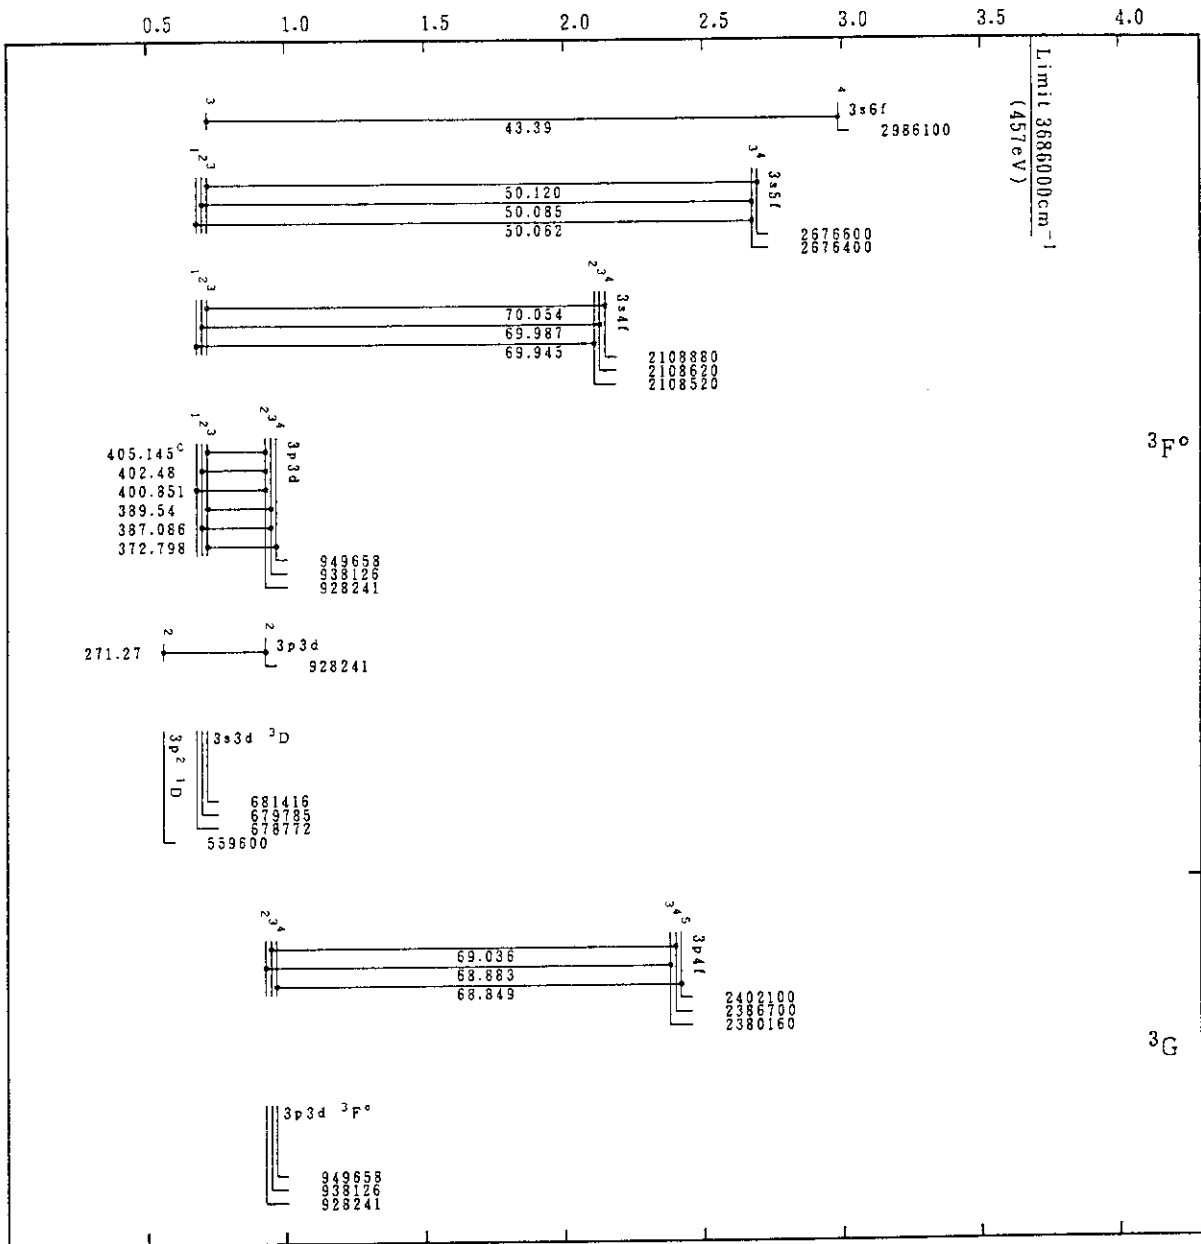 0.5 1.0 1.5 2.0 2.5 3.0 3.5 4.0
Limit 3686000cm⁻¹
(457eV)
3 4 3s6f
43.39
2986100
1 2 3 3 4 3s5f
50.120
50.085
50.062
2676600
2676400
1 2 3 2 3 4 3s4f
70.054
69.987
69.945
2108880
2108620
2108520
³F°
1 2 3 2 3 4 3p3d
405.145ᶜ
402.48
400.851
389.54
387.086
372.798
949658
938126
928241
2 2 3p3d
271.27
928241
3p² ¹D
3s3d ³D
681416
679785
678772
559600
2 3 4 3 4 5 3p4f
69.036
68.883
68.849
2402100
2386700
2380160
³G
3p3d ³F°
949658
938126
928241